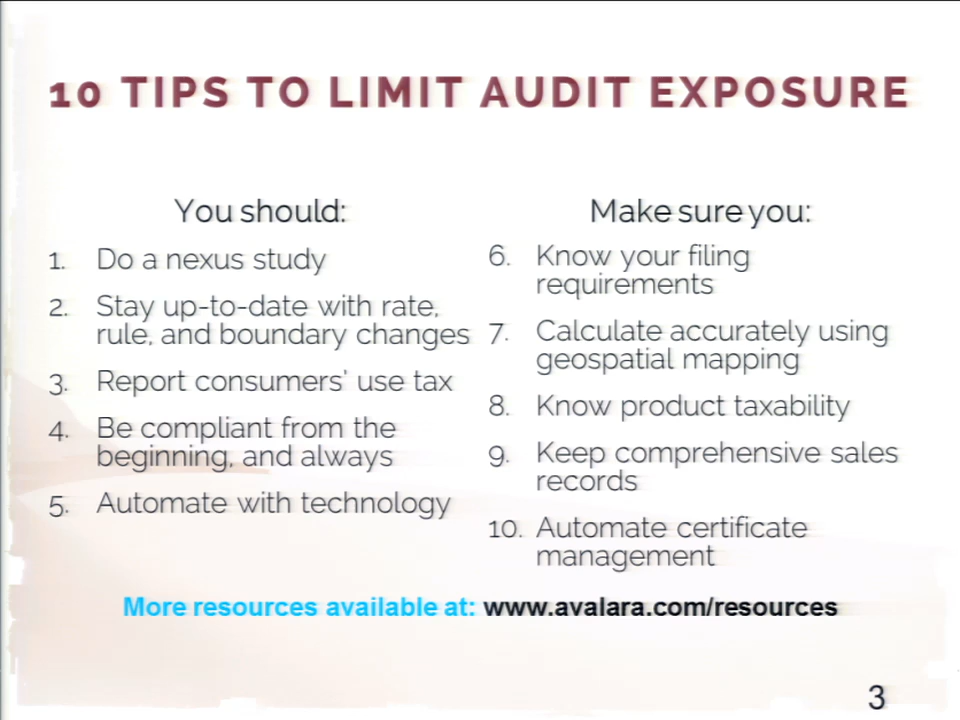 10 TIPS TO LIMIT AUDIT EXPOSURE
You should:
1. Do a nexus study
2. Stay up-to-date with rate,
rule, and boundary changes
3. Report consumers' use tax
4. Be compliant from the
beginning, and always
5. Automate with technology
Make sure you:
6. Know your filing
requirements
7. Calculate accurately using
geospatial mapping
8. Know product taxability
9. Keep comprehensive sales
records
10. Automate certificate
management
More resources available at: www.avalara.com/resources
3